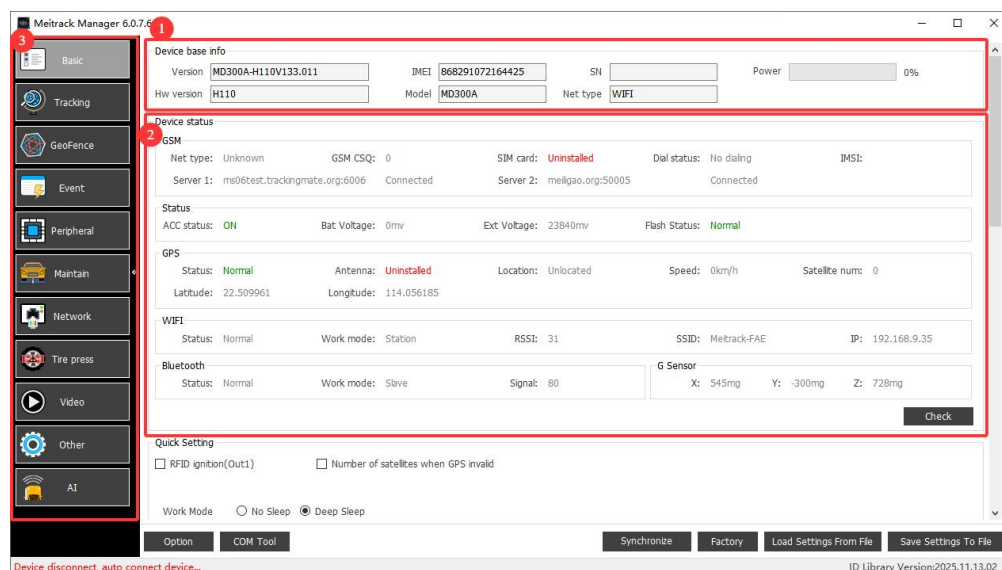 Meitrack Manager 6.0.7.6
1
3
Basic
Tracking
GeoFence
Event
Peripheral
Maintain
Network
Tire press
Video
Other
AI
Device base info
Version MD300A-H110V133.011 IMEI 868291072164425 SN Power 0%
Hw version H110 Model MD300A Net type WIFI
Device status
2
GSM
Net type: Unknown GSM CSQ: 0 SIM card: Uninstalled Dial status: No dialing IMSI:
Server 1: ms06test.trackingmate.org:6006 Connected Server 2: meiligao.org:50005 Connected
Status
ACC status: ON Bat Voltage: 0mv Ext Voltage: 23840mv Flash Status: Normal
GPS
Status: Normal Antenna: Uninstalled Location: Unlocated Speed: 0km/h Satellite num: 0
Latitude: 22.509961 Longitude: 114.056185
WIFI
Status: Normal Work mode: Station RSSI: 31 SSID: Meitrack-FAE IP: 192.168.9.35
Bluetooth G Sensor
Status: Normal Work mode: Slave Signal: 80 X: 545mg Y: -300mg Z: 728mg
Check
Quick Setting
RFID ignition(Out1) Number of satellites when GPS invalid
Work Mode No Sleep Deep Sleep
Option COM Tool Synchronize Factory Load Settings From File Save Settings To File
Device disconnect, auto connect device... ID Library Version:2025.11.13.02